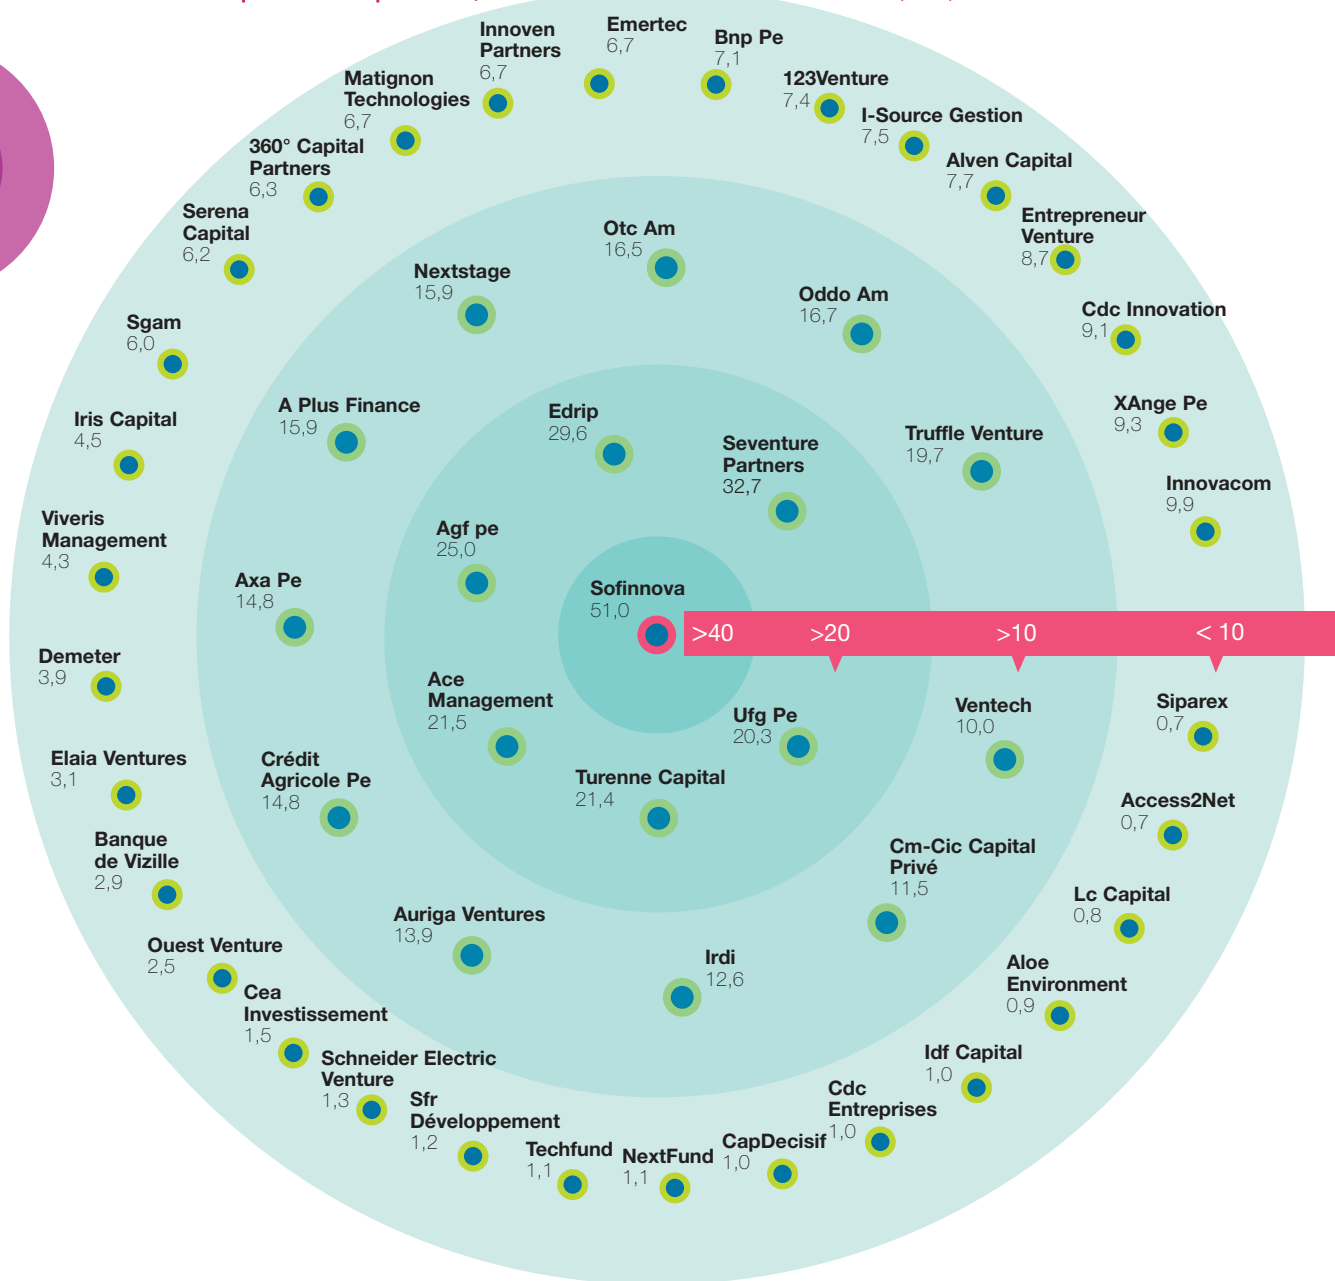 Innoven
Partners
6,7
Emertec
6,7
Bnp Pe
7,1
123Venture
7,4
Matignon
Technologies
6,7
I-Source Gestion
7,5
360° Capital
Partners
6,3
Alven Capital
7,7
Serena
Capital
6,2
Entrepreneur
Venture
8,7
Otc Am
16,5
Nextstage
15,9
Oddo Am
16,7
Cdc Innovation
9,1
Sgam
6,0
Iris Capital
4,5
A Plus Finance
15,9
Edrip
29,6
Seventure
Partners
32,7
Truffle Venture
19,7
XAnge Pe
9,3
Innovacom
9,9
Viveris
Management
4,3
Agf pe
25,0
Axa Pe
14,8
Sofinnova
51,0
>40
>20
>10
< 10
Demeter
3,9
Ace
Management
21,5
Ufg Pe
20,3
Ventech
10,0
Siparex
0,7
Elaia Ventures
3,1
Crédit
Agricole Pe
14,8
Turenne Capital
21,4
Access2Net
0,7
Banque
de Vizille
2,9
Cm-Cic Capital
Privé
11,5
Lc Capital
0,8
Auriga Ventures
13,9
Irdi
12,6
Ouest Venture
2,5
Aloe
Environment
0,9
Cea
Investissement
1,5
Idf Capital
1,0
Schneider Electric
Venture
1,3
Cdc
Entreprises
1,0
Sfr
Développement
1,2
Techfund
1,1
NextFund
1,1
CapDecisif
1,0